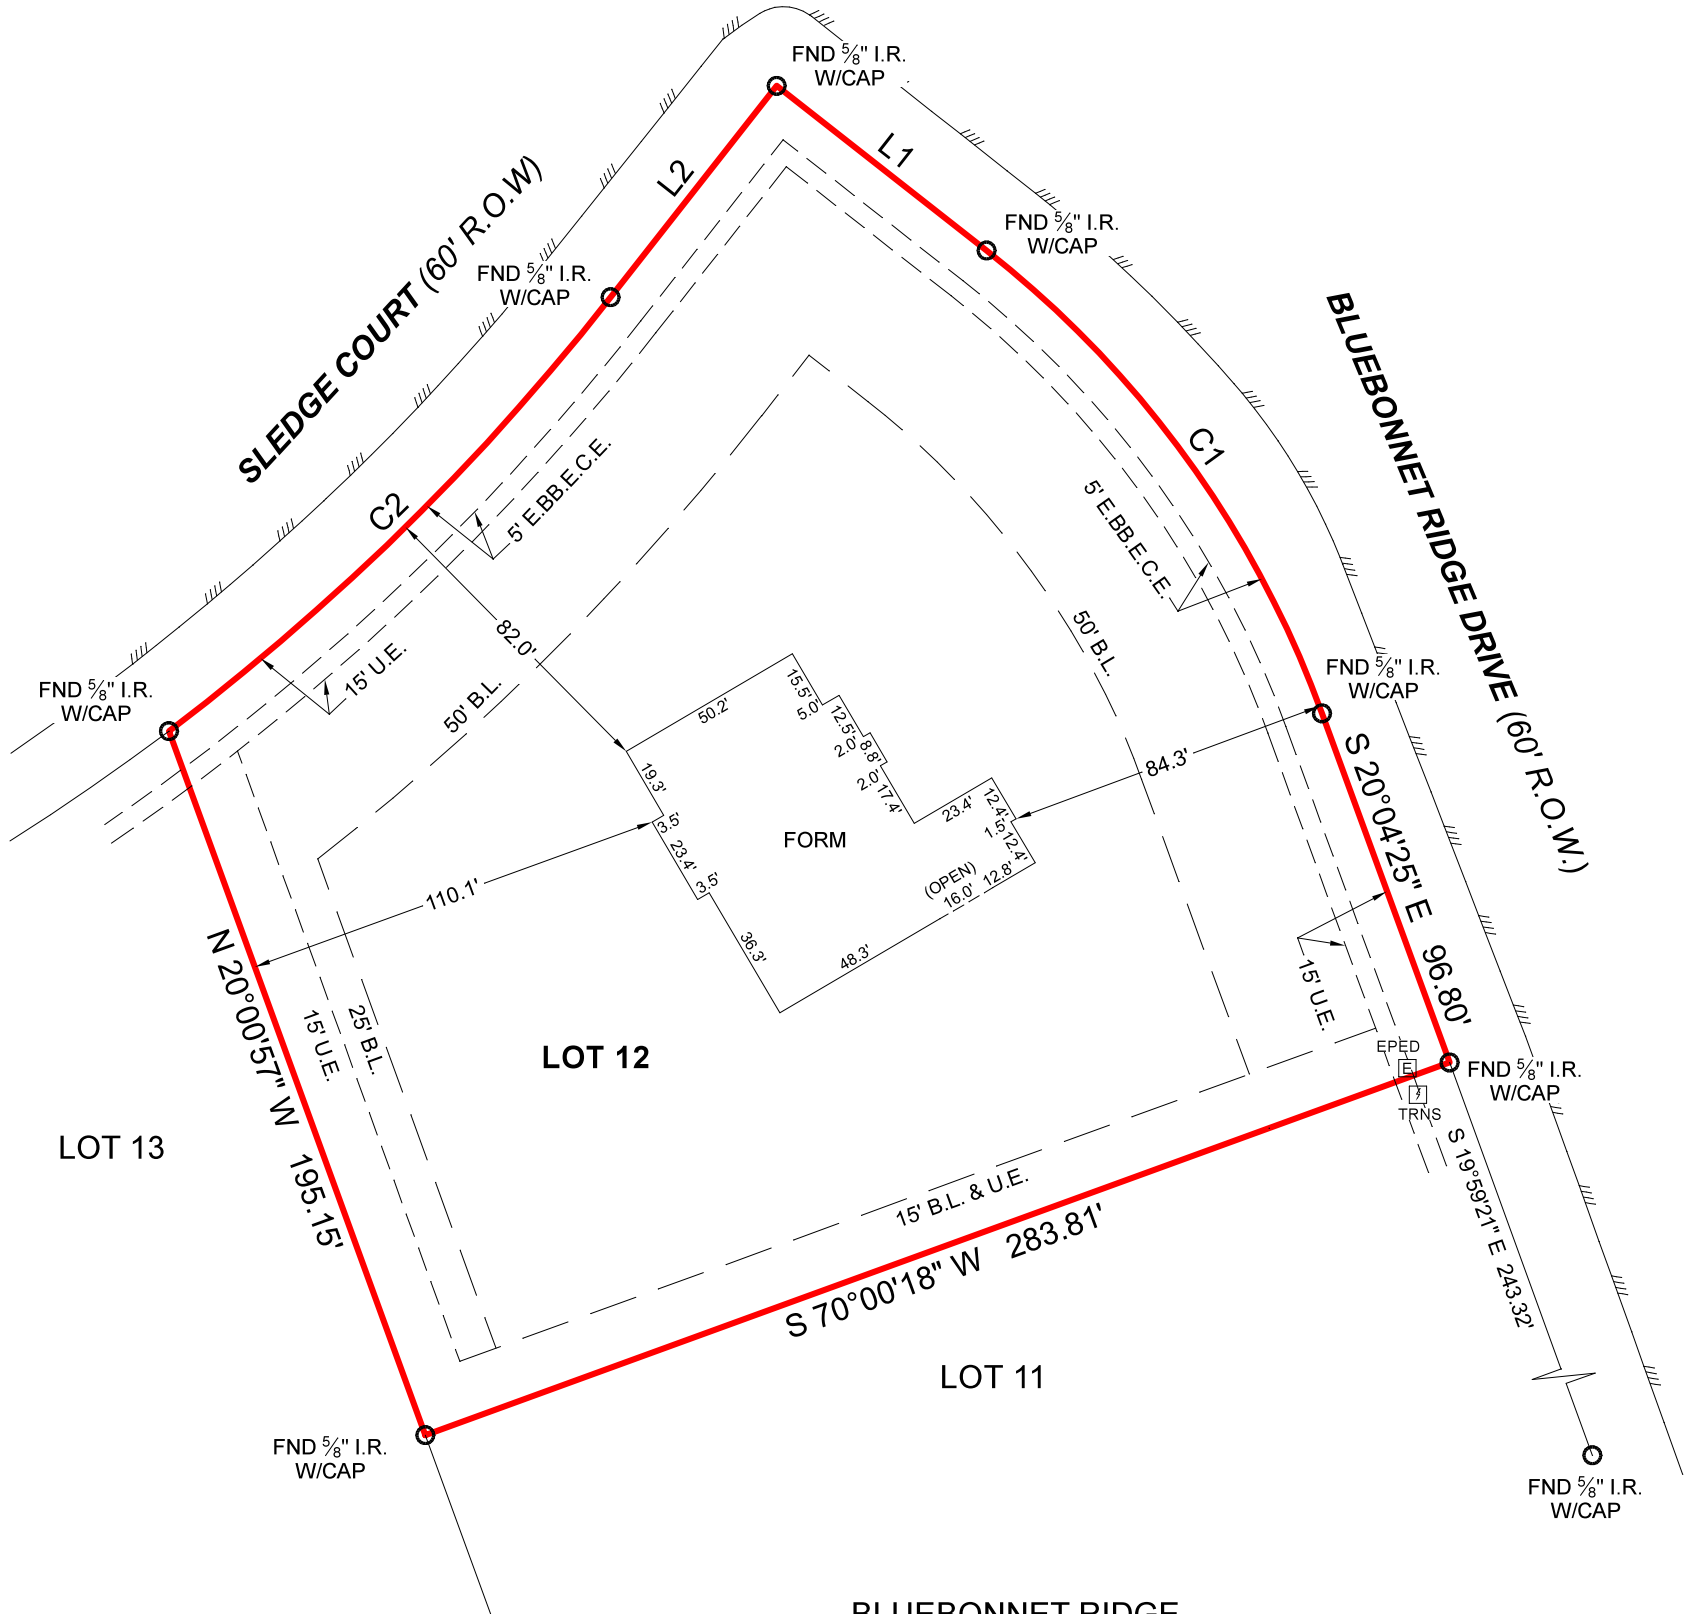 FND 5/8" I.R.
W/CAP
L1
L2
SLEDGE COURT (60' R.O.W)
FND 5/8" I.R.
W/CAP
FND 5/8" I.R.
W/CAP
BLUEBONNET RIDGE DRIVE (60' R.O.W.)
C1
C2
5' E.BB.E.C.E.
5' E.BB.E.C.E.
82.0'
15' U.E.
50' B.L.
50' B.L.
FND 5/8" I.R.
W/CAP
FND 5/8" I.R.
W/CAP
50.2'
15.5'
5.0'
12.5'
2.0'
8.8'
2.0'
17.4'
19.3'
3.5'
23.4'
3.5'
36.3'
48.3'
23.4'
12.4'
1.5'
12.4'
12.8'
16.0'
(OPEN)
FORM
84.3'
110.1'
S 20°04'25" E 96.80'
N 20°00'57" W 195.15'
15' U.E.
25' B.L.
15' U.E.
LOT 12
EPED
E
TRNS
FND 5/8" I.R.
W/CAP
LOT 13
S 19°59'21" E 243.32'
15' B.L. & U.E.
S 70°00'18" W 283.81'
LOT 11
FND 5/8" I.R.
W/CAP
FND 5/8" I.R.
W/CAP
BLUEBONNET RIDGE